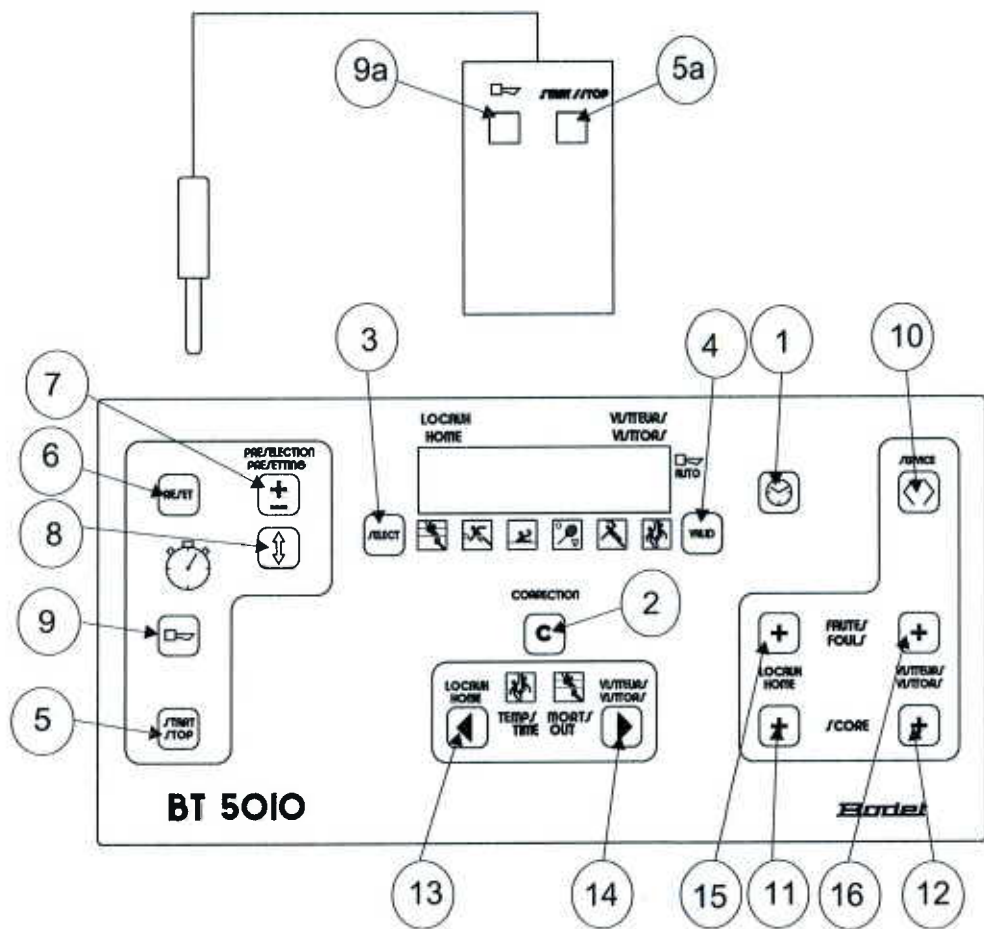 9a
5a
START/STOP
3
4
1
10
7
6
8
9
5
LOCAUX
HOME
VISITEURS
VISITORS
AUTO
PRESELECTION
PRESETTING
+
RESET
SELECT
VALID
SERVICE
CORRECTION
C
2
START
STOP
LOCAUX
HOME
TEMPS MORTS
TIME OUT
VISITEURS
VISITORS
+ FAUTES +
FOULS
LOCAUX
HOME
VISITEURS
VISITORS
+ SCORE +
BT 5010
Bodet
13
14
15
11
16
12